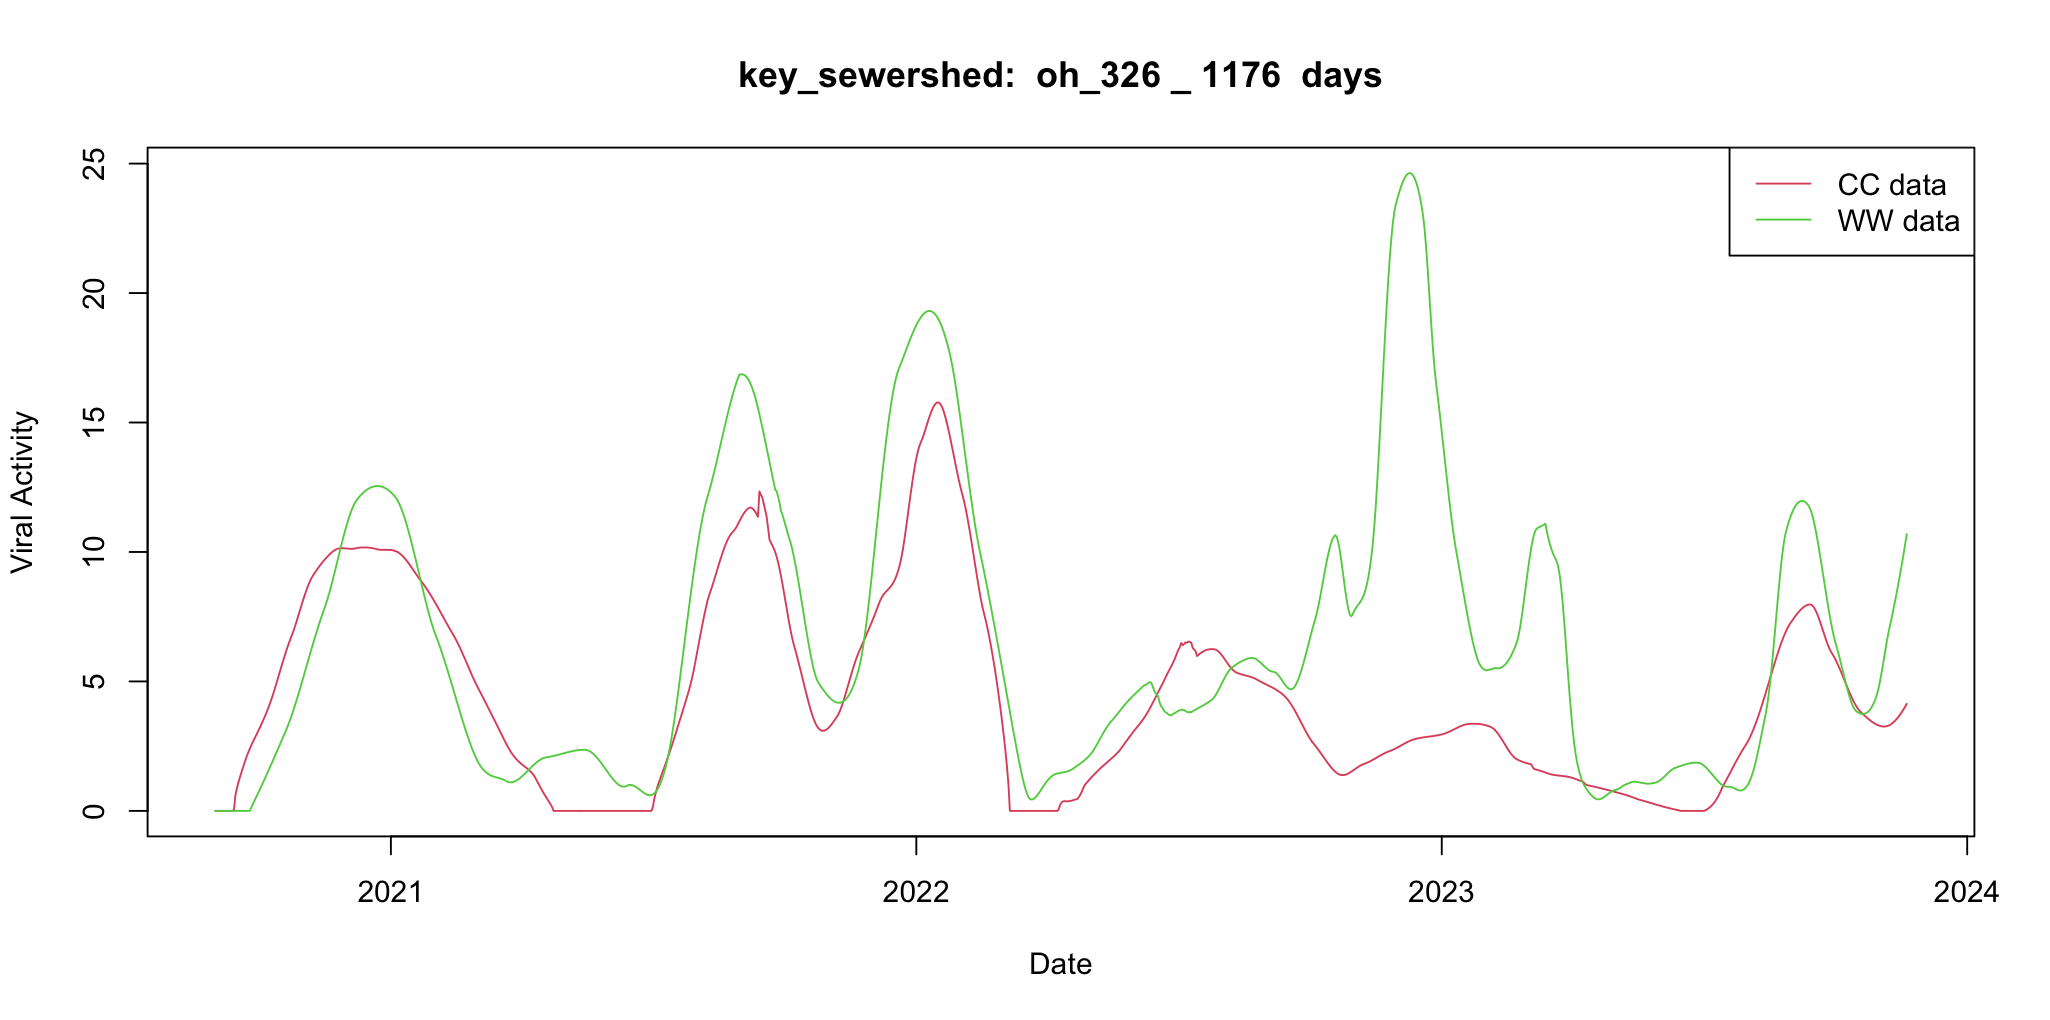 key_sewershed:  oh_326 _ 1176  days
CC data
WW data
Viral Activity
25
20
15
10
5
0
2021
2022
2023
2024
Date